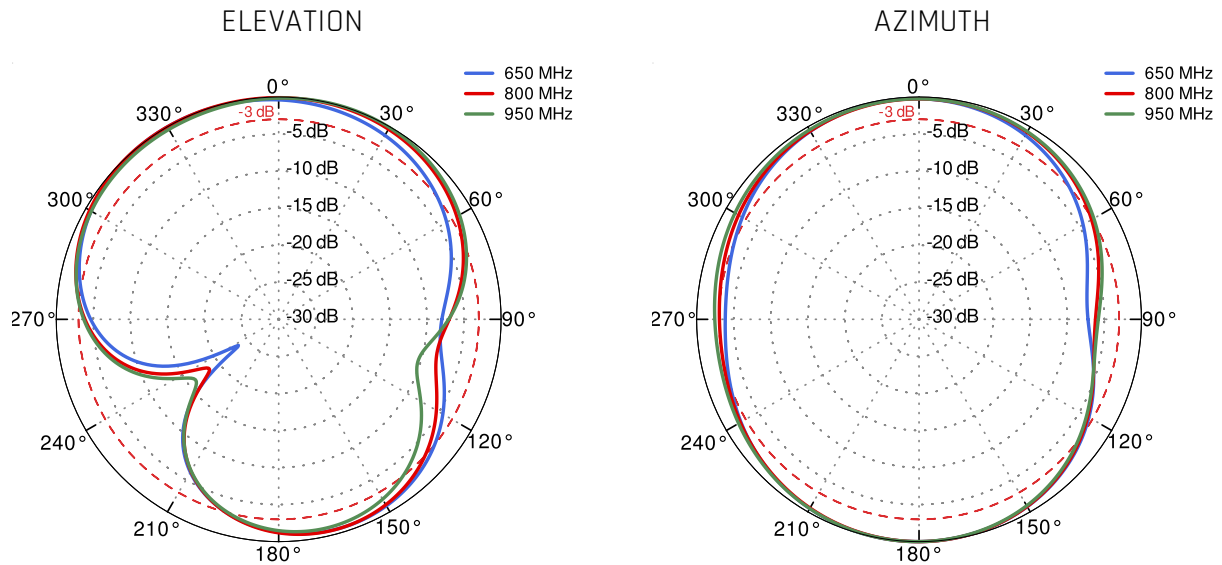 ELEVATION
650 MHz
800 MHz
950 MHz
0°
30°
60°
90°
120°
150°
180°
210°
240°
270°
300°
330°
-3 dB
-5 dB
-10 dB
-15 dB
-20 dB
-25 dB
-30 dB
AZIMUTH
650 MHz
800 MHz
950 MHz
0°
30°
60°
90°
120°
150°
180°
210°
240°
270°
300°
330°
-3 dB
-5 dB
-10 dB
-15 dB
-20 dB
-25 dB
-30 dB